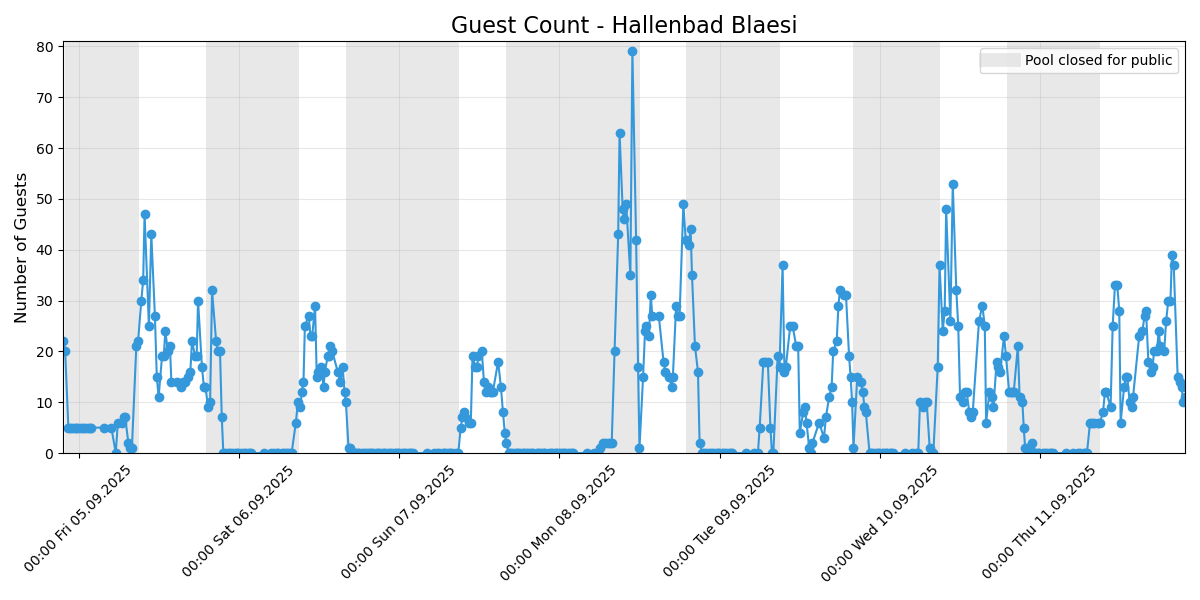 Guest Count - Hallenbad Blaesi
Pool closed for public
Number of Guests
80
70
60
50
40
30
20
10
0
00:00 Fri 05.09.2025
00:00 Sat 06.09.2025
00:00 Sun 07.09.2025
00:00 Mon 08.09.2025
00:00 Tue 09.09.2025
00:00 Wed 10.09.2025
00:00 Thu 11.09.2025